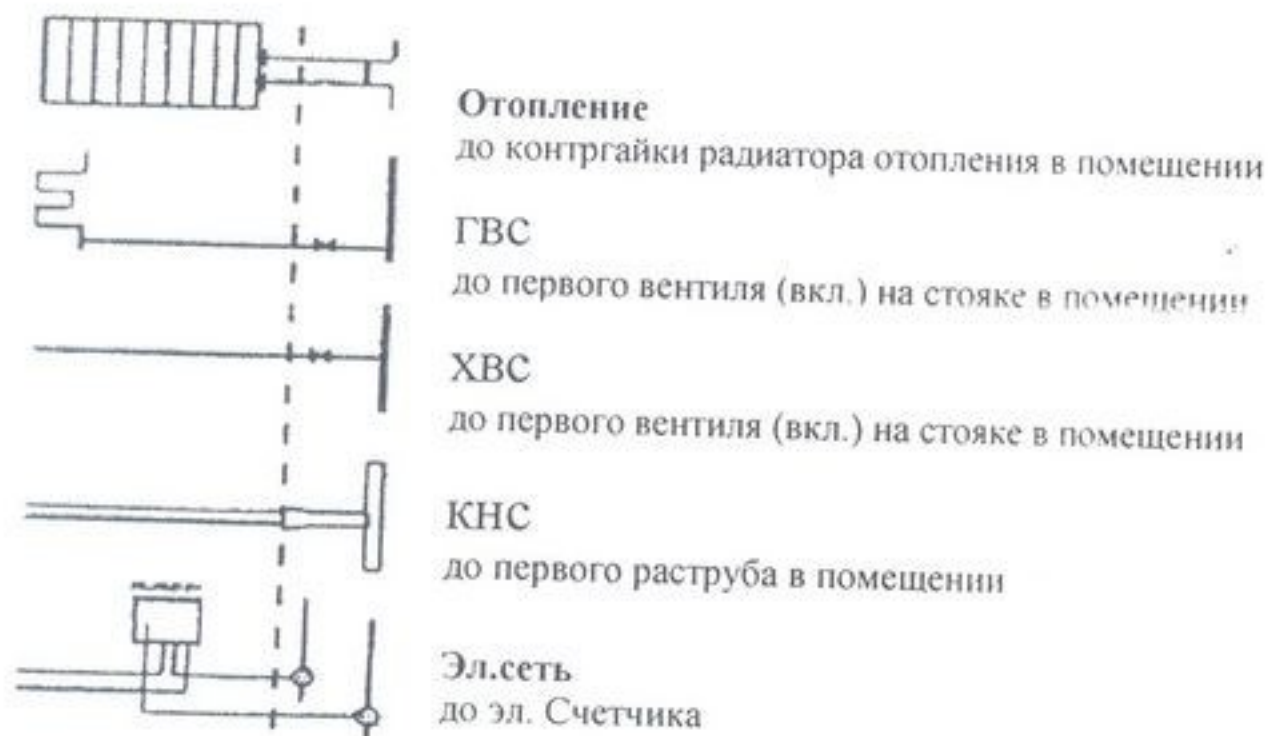 Отопление
до контргайки радиатора отопления в помещении
ГВС
до первого вентиля (вкл.) на стояке в помещении
ХВС
до первого вентиля (вкл.) на стояке в помещении
КНС
до первого раструба в помещении
Эл.сеть
до эл. Счетчика